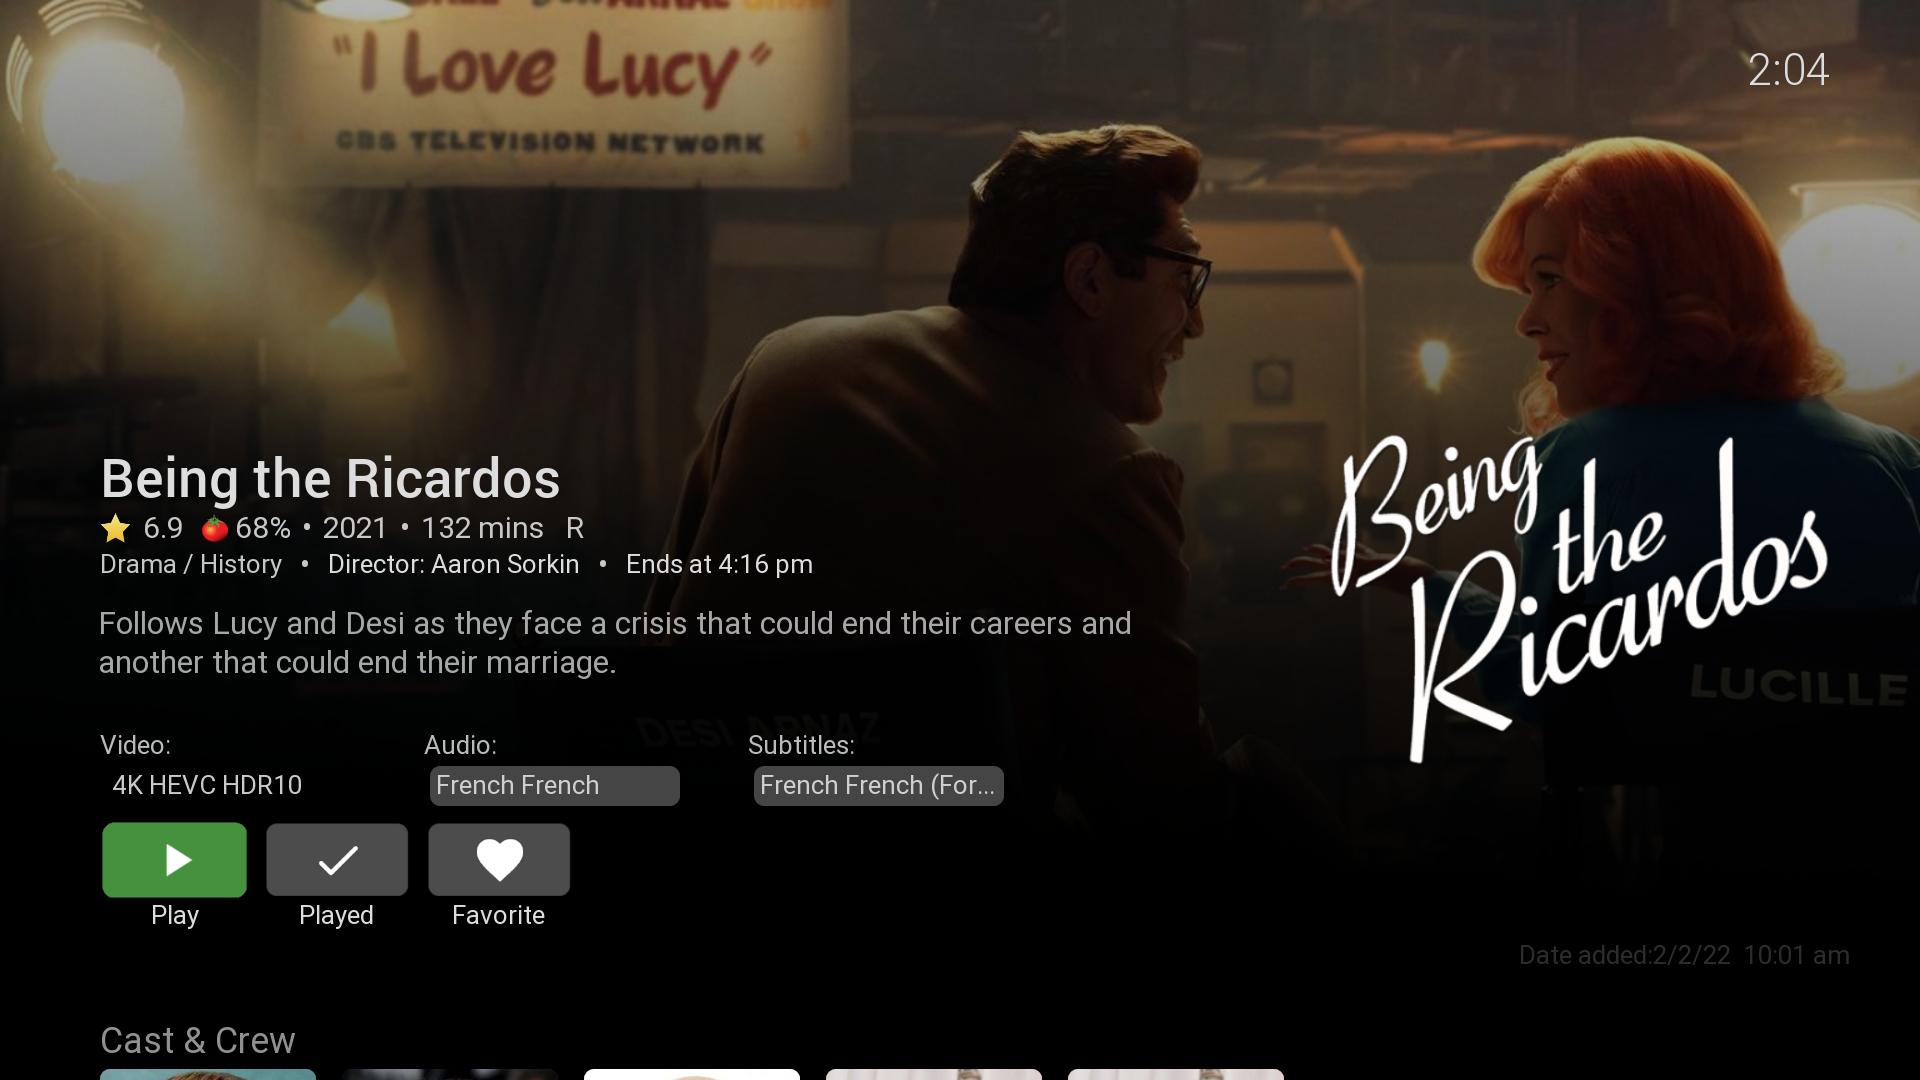 "I Love Lucy"
CBS TELEVISION NETWORK
2:04
Being the Ricardos
6.9 68% • 2021 • 132 mins R
Drama / History • Director: Aaron Sorkin • Ends at 4:16 pm
Follows Lucy and Desi as they face a crisis that could end their careers and
another that could end their marriage.
Being
the
Ricardos
LUCILLE
DESI ARNAZ
Video: Audio: Subtitles:
4K HEVC HDR10 French French French French (For...
Play Played Favorite
Date added:2/2/22 10:01 am
Cast & Crew